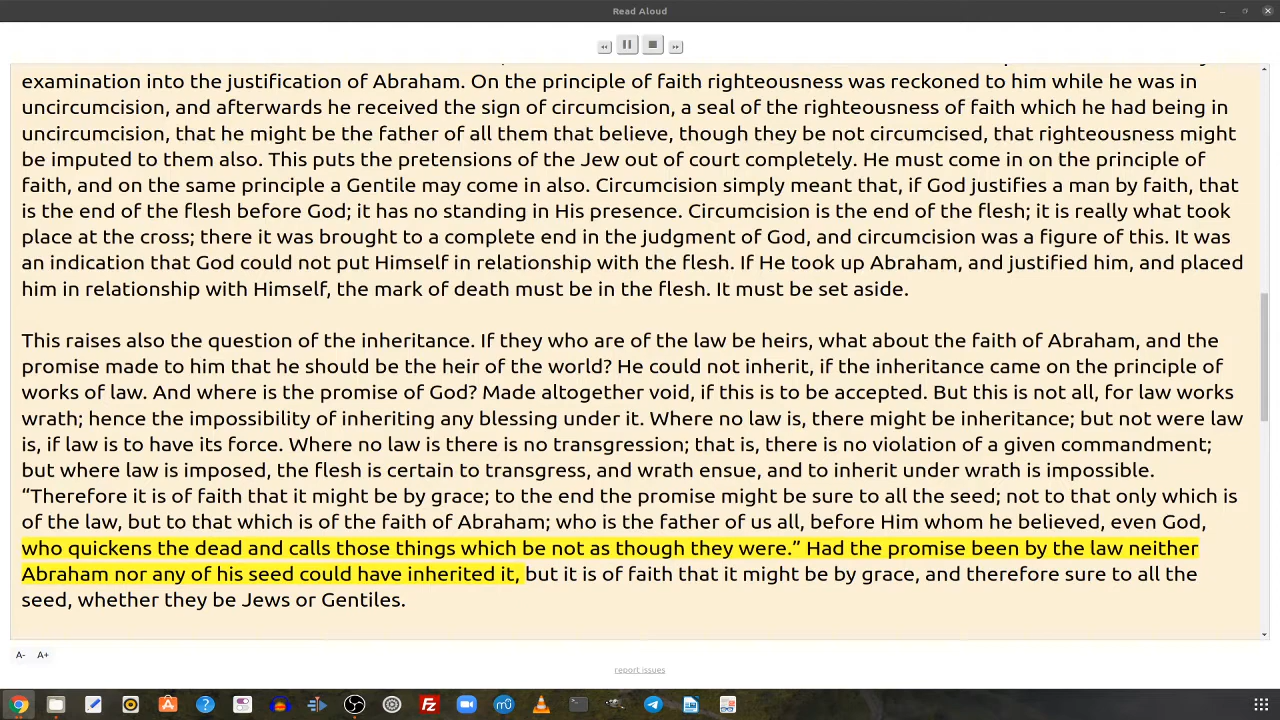 Read Aloud
examination into the justification of Abraham. On the principle of faith righteousness was reckoned to him while he was in
uncircumcision, and afterwards he received the sign of circumcision, a seal of the righteousness of faith which he had being in
uncircumcision, that he might be the father of all them that believe, though they be not circumcised, that righteousness might
be imputed to them also. This puts the pretensions of the Jew out of court completely. He must come in on the principle of
faith, and on the same principle a Gentile may come in also. Circumcision simply meant that, if God justifies a man by faith, that
is the end of the flesh before God; it has no standing in His presence. Circumcision is the end of the flesh; it is really what took
place at the cross; there it was brought to a complete end in the judgment of God, and circumcision was a figure of this. It was
an indication that God could not put Himself in relationship with the flesh. If He took up Abraham, and justified him, and placed
him in relationship with Himself, the mark of death must be in the flesh. It must be set aside.
This raises also the question of the inheritance. If they who are of the law be heirs, what about the faith of Abraham, and the
promise made to him that he should be the heir of the world? He could not inherit, if the inheritance came on the principle of
works of law. And where is the promise of God? Made altogether void, if this is to be accepted. But this is not all, for law works
wrath; hence the impossibility of inheriting any blessing under it. Where no law is, there might be inheritance; but not were law
is, if law is to have its force. Where no law is there is no transgression; that is, there is no violation of a given commandment;
but where law is imposed, the flesh is certain to transgress, and wrath ensue, and to inherit under wrath is impossible.
“Therefore it is of faith that it might be by grace; to the end the promise might be sure to all the seed; not to that only which is
of the law, but to that which is of the faith of Abraham; who is the father of us all, before Him whom he believed, even God,
who quickens the dead and calls those things which be not as though they were.” Had the promise been by the law neither
Abraham nor any of his seed could have inherited it, but it is of faith that it might be by grace, and therefore sure to all the
seed, whether they be Jews or Gentiles.
A- A+
report issues